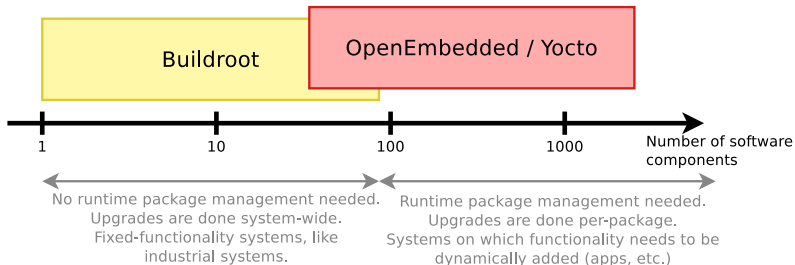 Buildroot
OpenEmbedded / Yocto
1
10
100
1000
Number of software
components
No runtime package management needed.
Upgrades are done system-wide.
Fixed-functionality systems, like
industrial systems.
Runtime package management needed.
Upgrades are done per-package.
Systems on which functionality needs to be
dynamically added (apps, etc.)